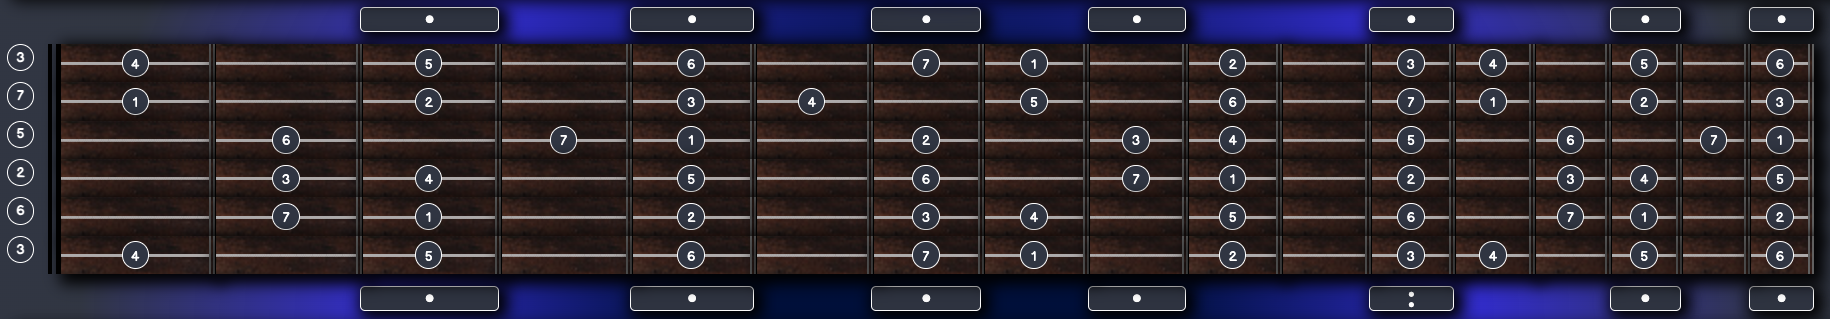 3 4 5 6 7 1 2 3 4 5 6
7 1 2 3 4 5 6 7 1 2 3
5 6 7 1 2 3 4 5 6 7 1
2 3 4 5 6 7 1 2 3 4 5
6 7 1 2 3 4 5 6 7 1 2
3 4 5 6 7 1 2 3 4 5 6